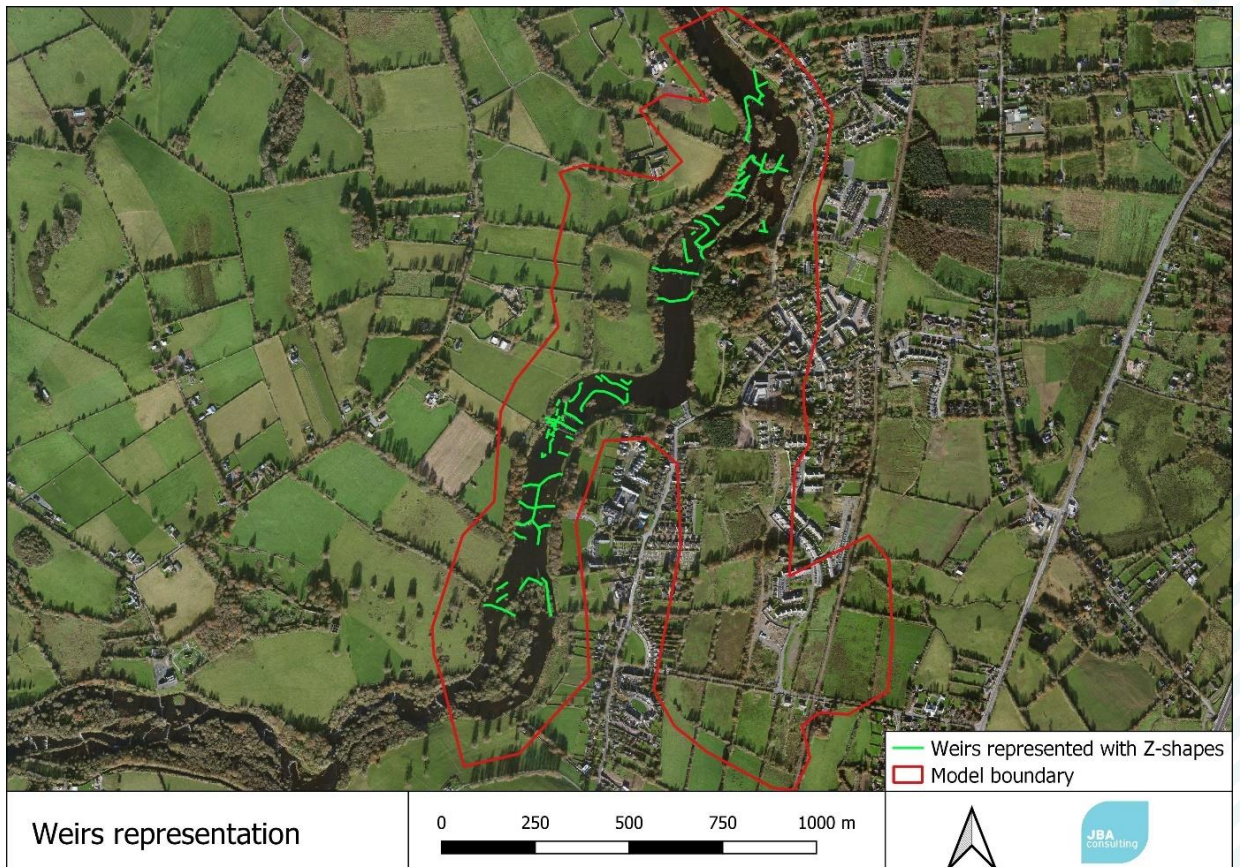 Weirs represented with Z-shapes
Model boundary
Weirs representation
0 250 500 750 1000 m
JBA
consulting